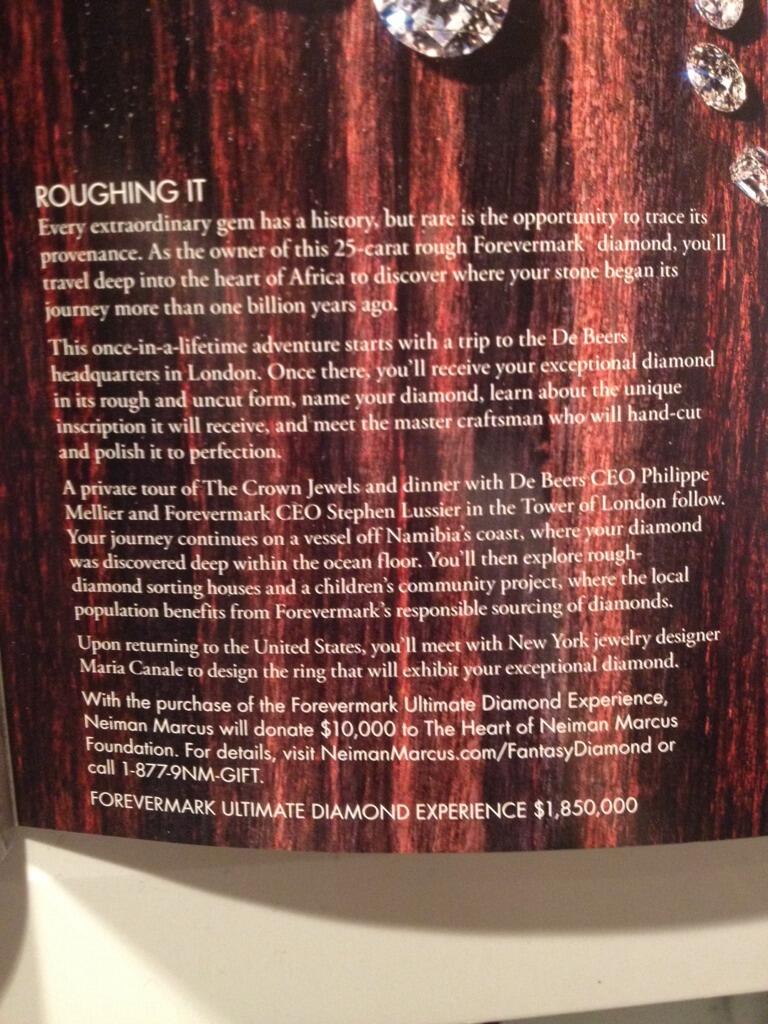 ROUGHING IT
Every extraordinary gem has a history, but rare is the opportunity to trace its
provenance. As the owner of this 25-carat rough Forevermark diamond, you'll
travel deep into the heart of Africa to discover where your stone began its
journey more than one billion years ago.
This once-in-a-lifetime adventure starts with a trip to the De Beers
headquarters in London. Once there, you'll receive your exceptional diamond
in its rough and uncut form, name your diamond, learn about the unique
inscription it will receive, and meet the master craftsman who will hand-cut
and polish it to perfection.
A private tour of The Crown Jewels and dinner with De Beers CEO Philippe
Mellier and Forevermark CEO Stephen Lussier in the Tower of London follow.
Your journey continues on a vessel off Namibia's coast, where your diamond
was discovered deep within the ocean floor. You'll then explore rough-
diamond sorting houses and a children's community project, where the local
population benefits from Forevermark's responsible sourcing of diamonds.
Upon returning to the United States, you'll meet with New York jewelry designer
Maria Canale to design the ring that will exhibit your exceptional diamond.
With the purchase of the Forevermark Ultimate Diamond Experience,
Neiman Marcus will donate $10,000 to The Heart of Neiman Marcus
Foundation. For details, visit NeimanMarcus.com/FantasyDiamond or
call 1-877-9NM-GIFT.
FOREVERMARK ULTIMATE DIAMOND EXPERIENCE $1,850,000